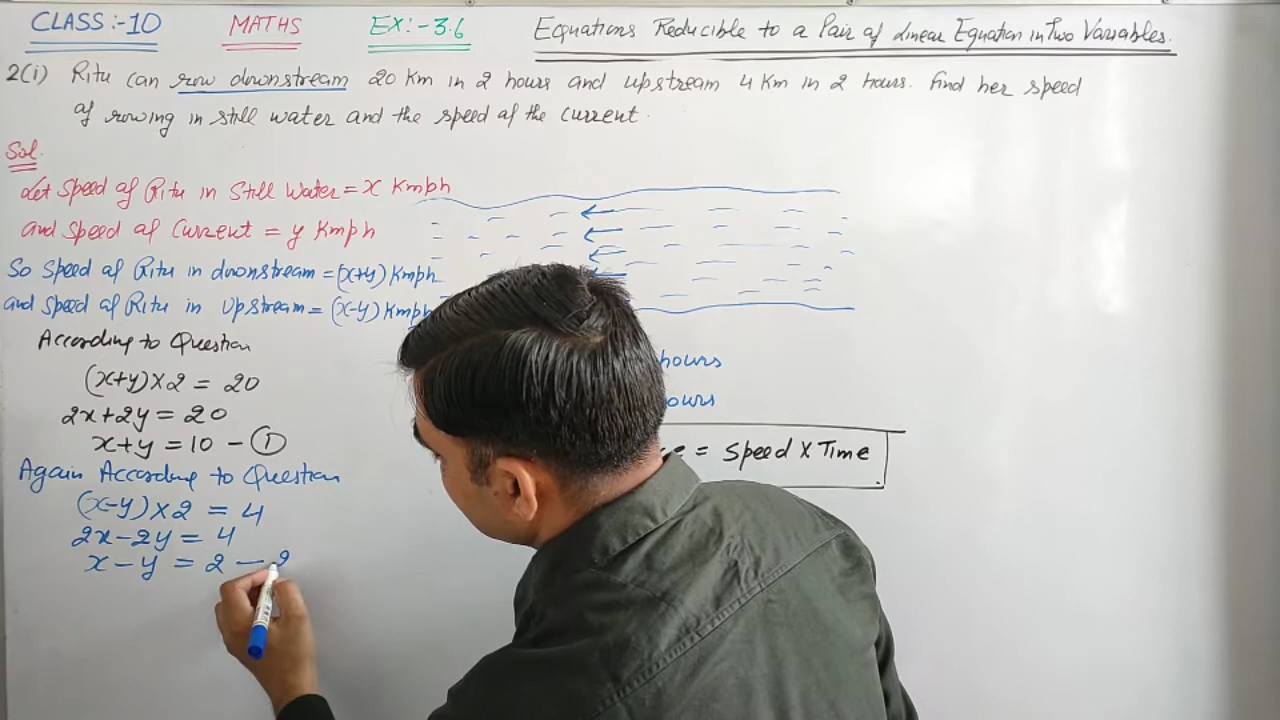 CLASS:-10 MATHS EX:-3.6 Equations Reducible to a Pair of Linear Equation in Two Variables.
2(i) Ritu can row downstream 20 Km in 2 hours and upstream 4 Km in 2 hours. Find her speed
of rowing in still water and the speed of the current.
Sol.
Let Speed of Ritu in Still Water = x Kmph
and Speed of Current = y Kmph
So Speed of Ritu in downstream = (x+y) Kmph
and Speed of Ritu in Upstream = (x-y) Kmph
According to Question
(x+y)×2 = 20
2x+2y = 20
x+y = 10 - ①
Again According to Question
(x-y)×2 = 4
2x-2y = 4
x-y = 2 - 2
hours
ours
= Speed X Time